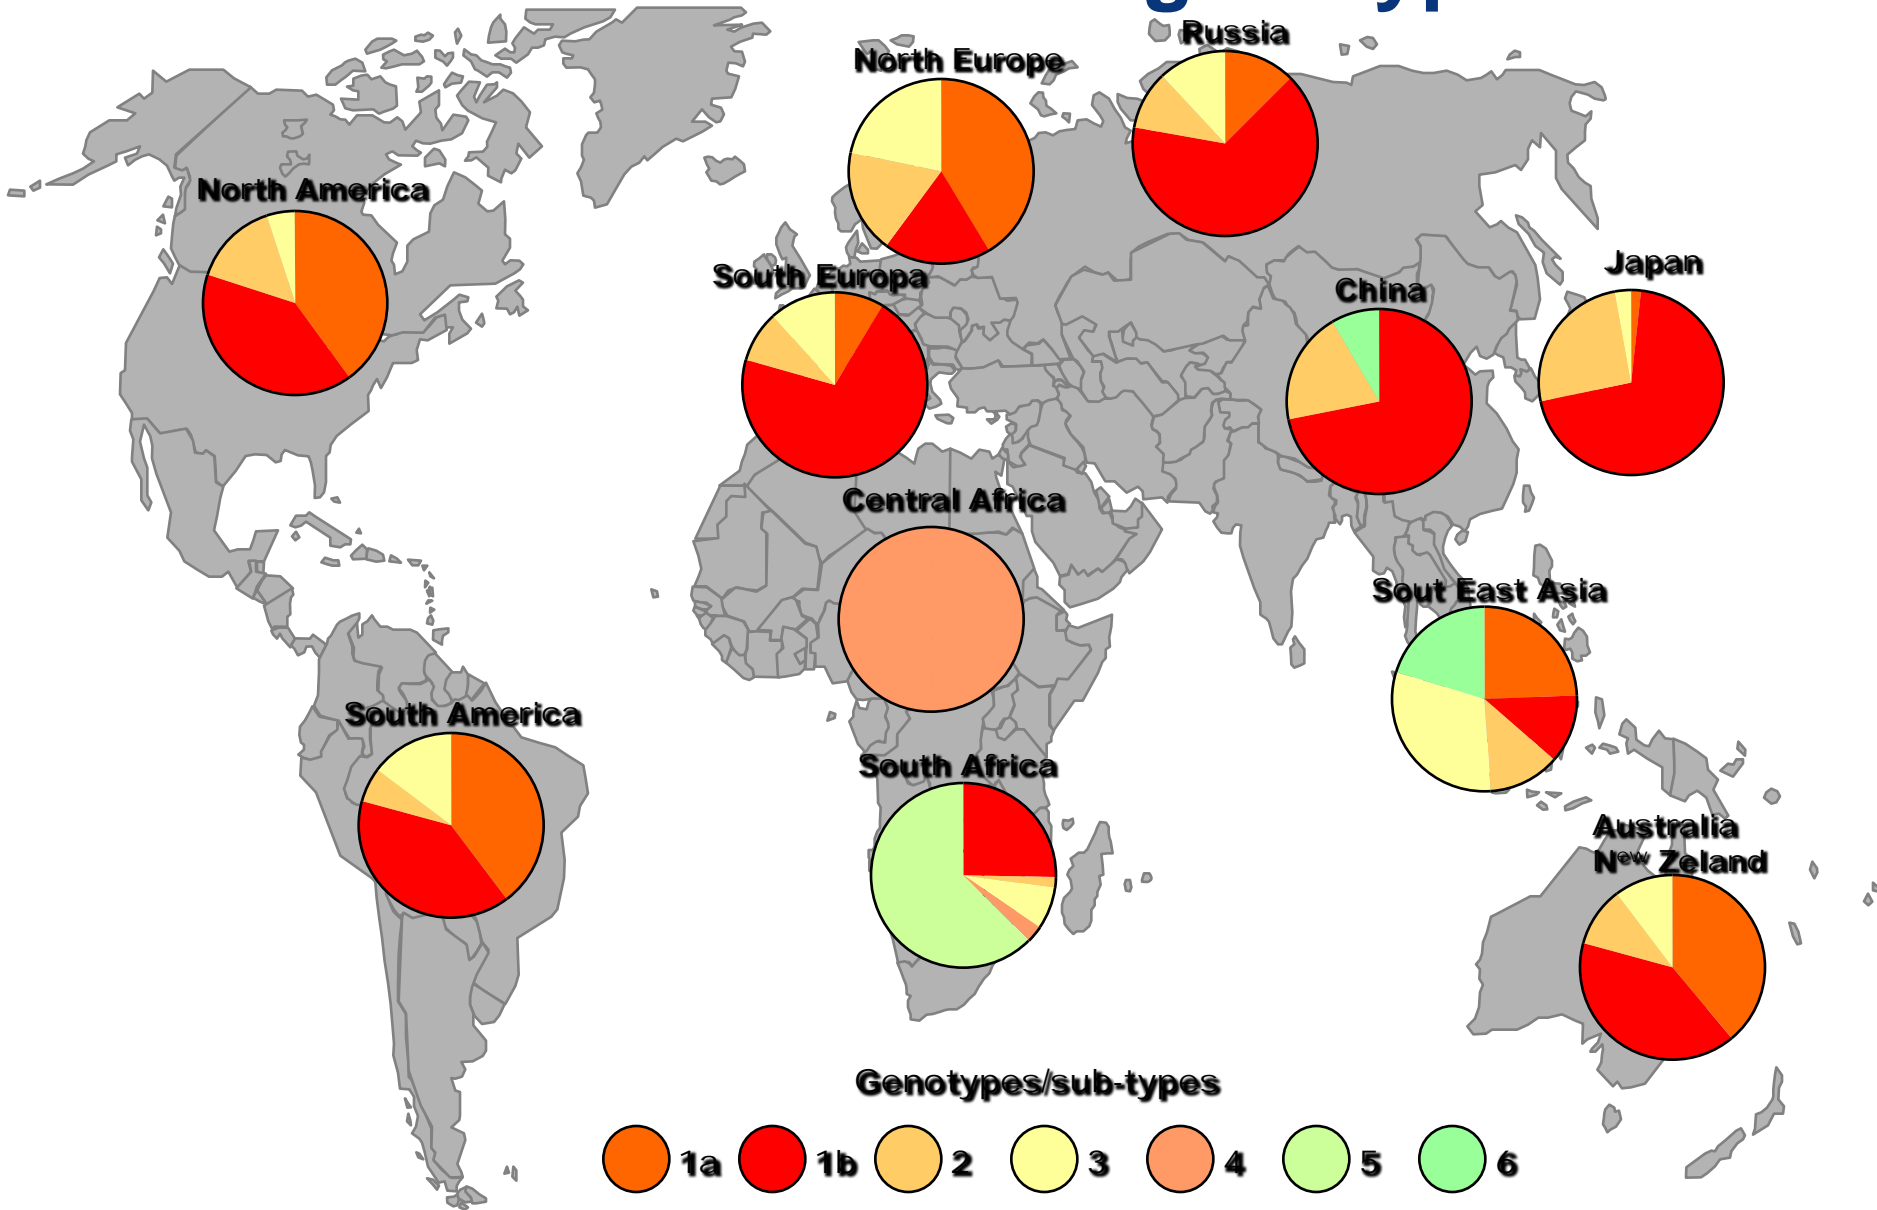 Russia
North Europe
North America
South Europa
Japan
China
Central Africa
Sout East Asia
South America
South Africa
Australia
New Zeland
Genotypes/sub-types
1a 1b 2 3 4 5 6